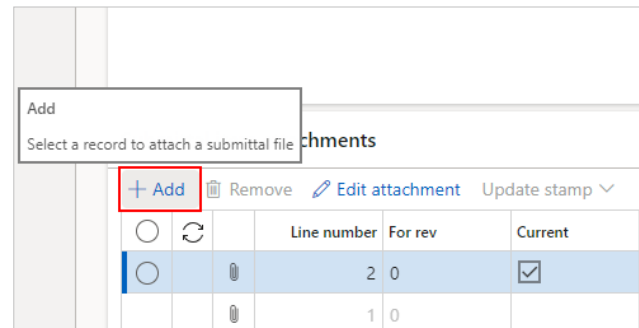 Add
Select a record to attach a submittal file
chments
Add Remove Edit attachment Update stamp
Line number For rev Current
2 0
1 0